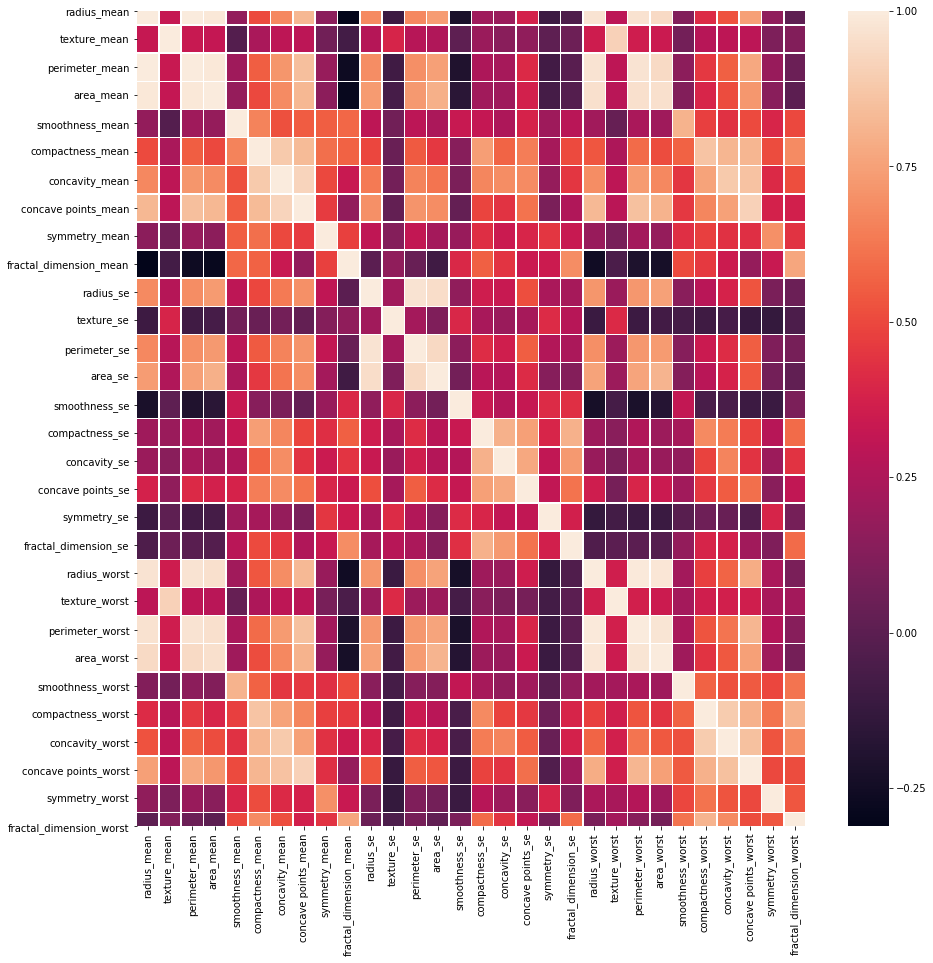 radius_mean
texture_mean
perimeter_mean
area_mean
smoothness_mean
compactness_mean
concavity_mean
concave points_mean
symmetry_mean
fractal_dimension_mean
radius_se
texture_se
perimeter_se
area_se
smoothness_se
compactness_se
concavity_se
concave points_se
symmetry_se
fractal_dimension_se
radius_worst
texture_worst
perimeter_worst
area_worst
smoothness_worst
compactness_worst
concavity_worst
concave points_worst
symmetry_worst
fractal_dimension_worst
radius_mean
texture_mean
perimeter_mean
area_mean
smoothness_mean
compactness_mean
concavity_mean
concave points_mean
symmetry_mean
fractal_dimension_mean
radius_se
texture_se
perimeter_se
area_se
smoothness_se
compactness_se
concavity_se
concave points_se
symmetry_se
fractal_dimension_se
radius_worst
texture_worst
perimeter_worst
area_worst
smoothness_worst
compactness_worst
concavity_worst
concave points_worst
symmetry_worst
fractal_dimension_worst
1.00
0.75
0.50
0.25
0.00
−0.25